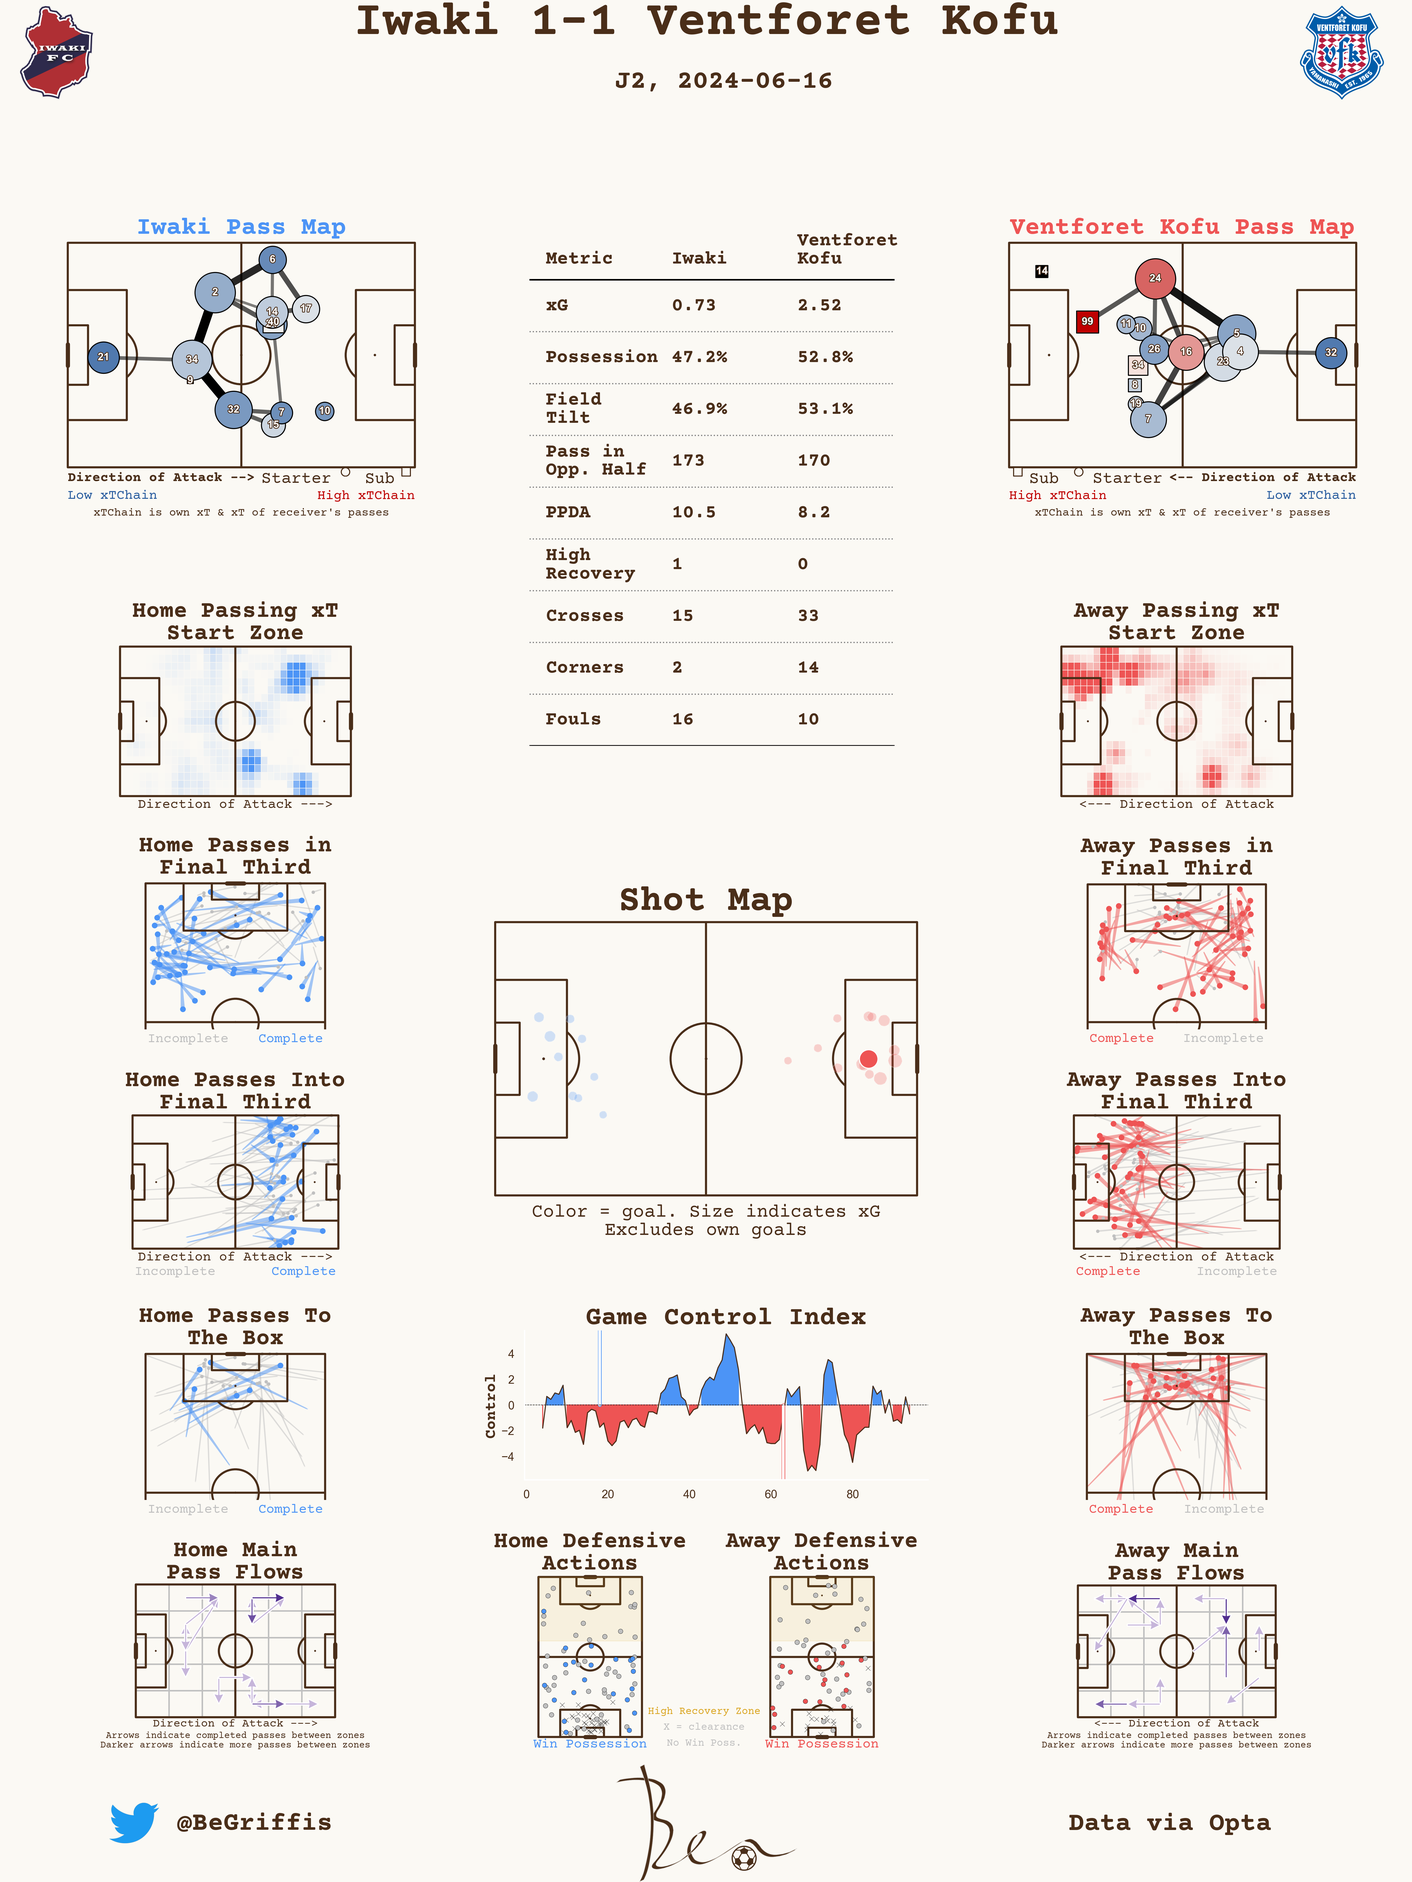 Iwaki 1-1 Ventforet Kofu
J2, 2024-06-16
IWAKI
FC
VENTFORET KOFU
vfk
YAMANASHI EST. 1965
Iwaki Pass Map
6
2
14
17
40
21
34
9
32
7
10
15
Direction of Attack --> Starter Sub
Low xTChain High xTChain
xTChain is own xT & xT of receiver's passes
Metric Iwaki Ventforet
Kofu
xG 0.73 2.52
Possession 47.2% 52.8%
Field
Tilt 46.9% 53.1%
Pass in
Opp. Half 173 170
PPDA 10.5 8.2
High
Recovery 1 0
Crosses 15 33
Corners 2 14
Fouls 16 10
Ventforet Kofu Pass Map
14
24
99
11
10
5
26
16
4
32
34
23
8
19
7
Sub Starter <-- Direction of Attack
High xTChain Low xTChain
xTChain is own xT & xT of receiver's passes
Home Passing xT
Start Zone
Direction of Attack --->
Away Passing xT
Start Zone
<--- Direction of Attack
Home Passes in
Final Third
Incomplete Complete
Away Passes in
Final Third
Complete Incomplete
Shot Map
Color = goal. Size indicates xG
Excludes own goals
Home Passes Into
Final Third
Direction of Attack --->
Incomplete Complete
Away Passes Into
Final Third
<--- Direction of Attack
Complete Incomplete
Home Passes To
The Box
Incomplete Complete
Game Control Index
Control
4
2
0
−2
−4
0 20 40 60 80
Away Passes To
The Box
Complete Incomplete
Home Main
Pass Flows
Direction of Attack --->
Arrows indicate completed passes between zones
Darker arrows indicate more passes between zones
Home Defensive
Actions
Win Possession
High Recovery Zone
X = clearance
No Win Poss.
Away Defensive
Actions
Win Possession
Away Main
Pass Flows
<--- Direction of Attack
Arrows indicate completed passes between zones
Darker arrows indicate more passes between zones
@BeGriffis
Ben
Data via Opta